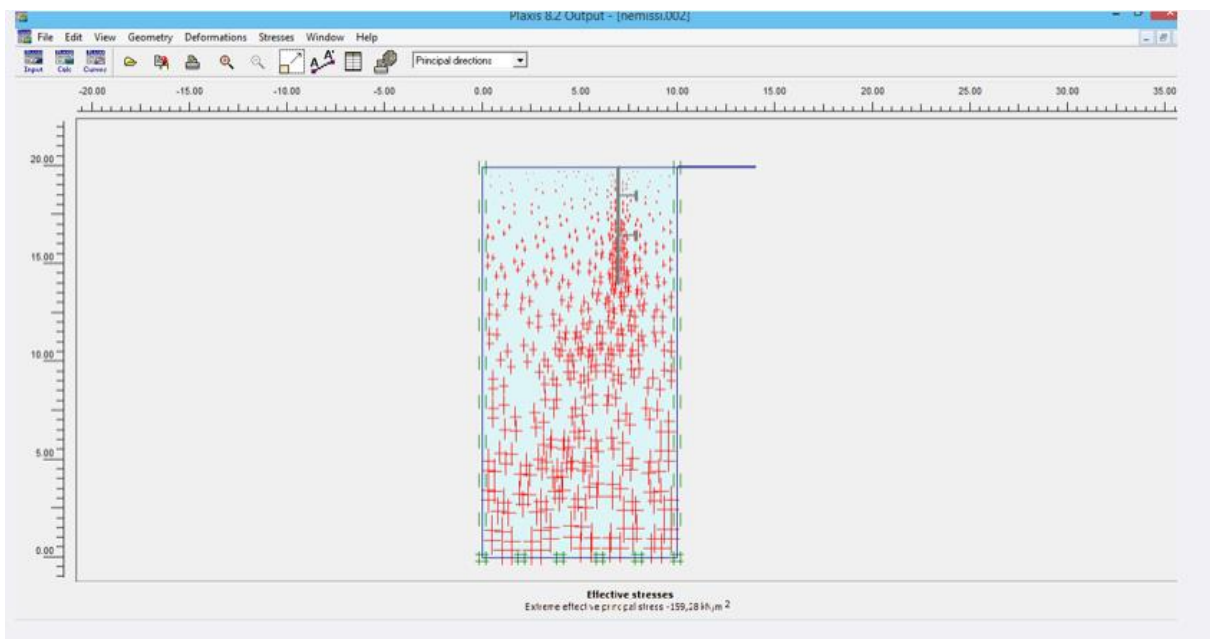 Plaxis 8.2 Output - [nemissi.002]
File Edit View Geometry Deformations Stresses Window Help
Input Calc Curves A A' Principal directions
-20.00 -15.00 -10.00 -5.00 0.00 5.00 10.00 15.00 20.00 25.00 30.00 35.00
20.00
15.00
10.00
5.00
0.00
Effective stresses
Extreme effective principal stress -159,28 kN/m 2